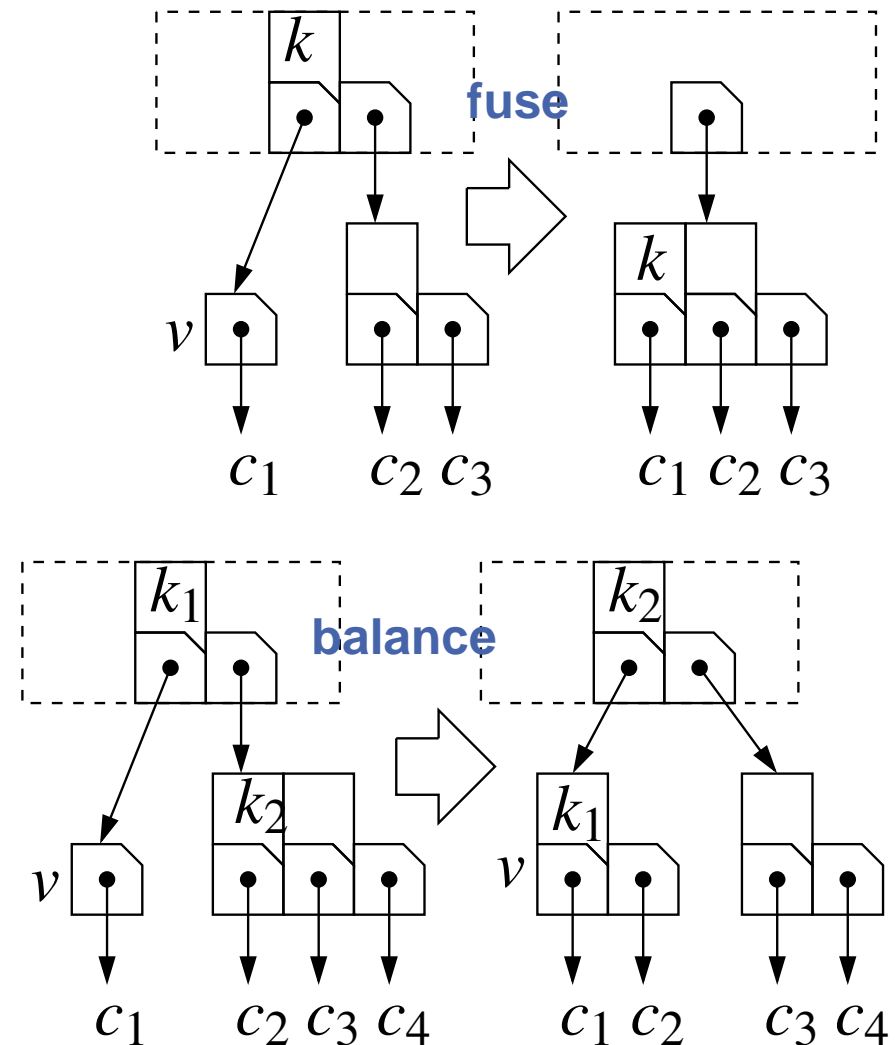 k
fuse
k
v
c₁ c₂ c₃ c₁ c₂ c₃
k₁ k₂
balance
k₂ k₁
v v
c₁ c₂ c₃ c₄ c₁ c₂ c₃ c₄